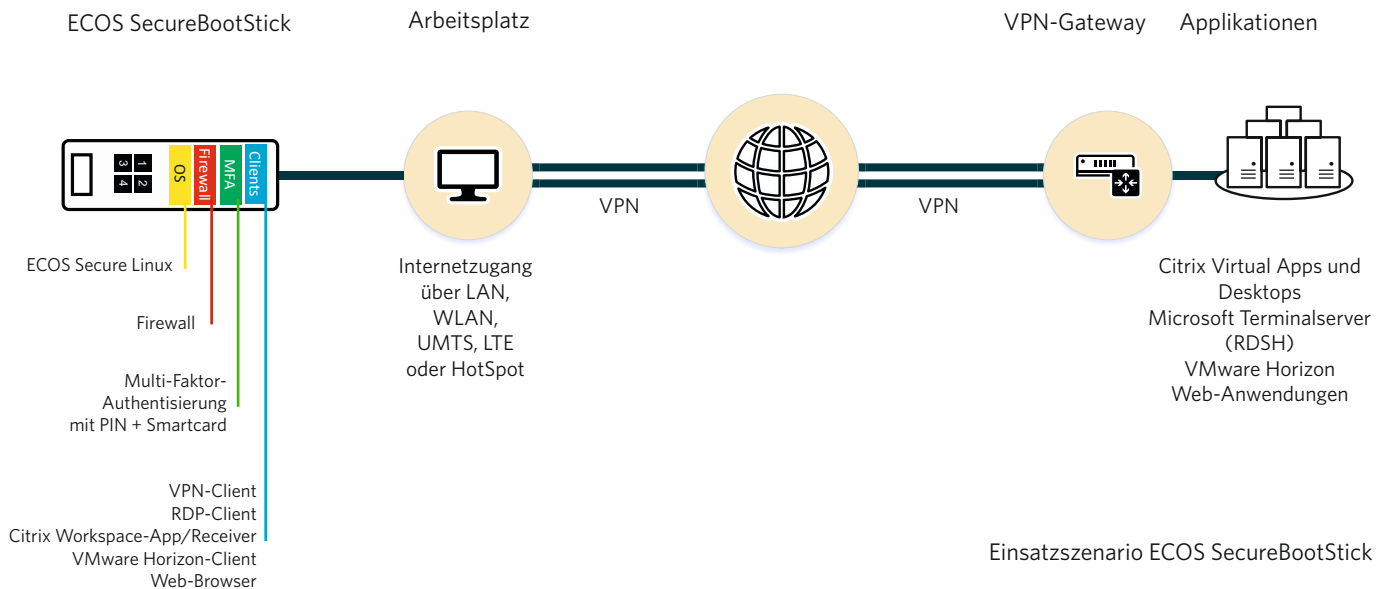 ECOS SecureBootStick
Arbeitsplatz
VPN-Gateway
Applikationen
1
2
3
4
OS
Firewall
MFA
Clients
VPN
VPN
ECOS Secure Linux
Firewall
Multi-Faktor-
Authentisierung
mit PIN + Smartcard
VPN-Client
RDP-Client
Citrix Workspace-App/Receiver
VMware Horizon-Client
Web-Browser
Internetzugang
über LAN,
WLAN,
UMTS, LTE
oder HotSpot
Citrix Virtual Apps und
Desktops
Microsoft Terminalserver
(RDSH)
VMware Horizon
Web-Anwendungen
Einsatzszenario ECOS SecureBootStick